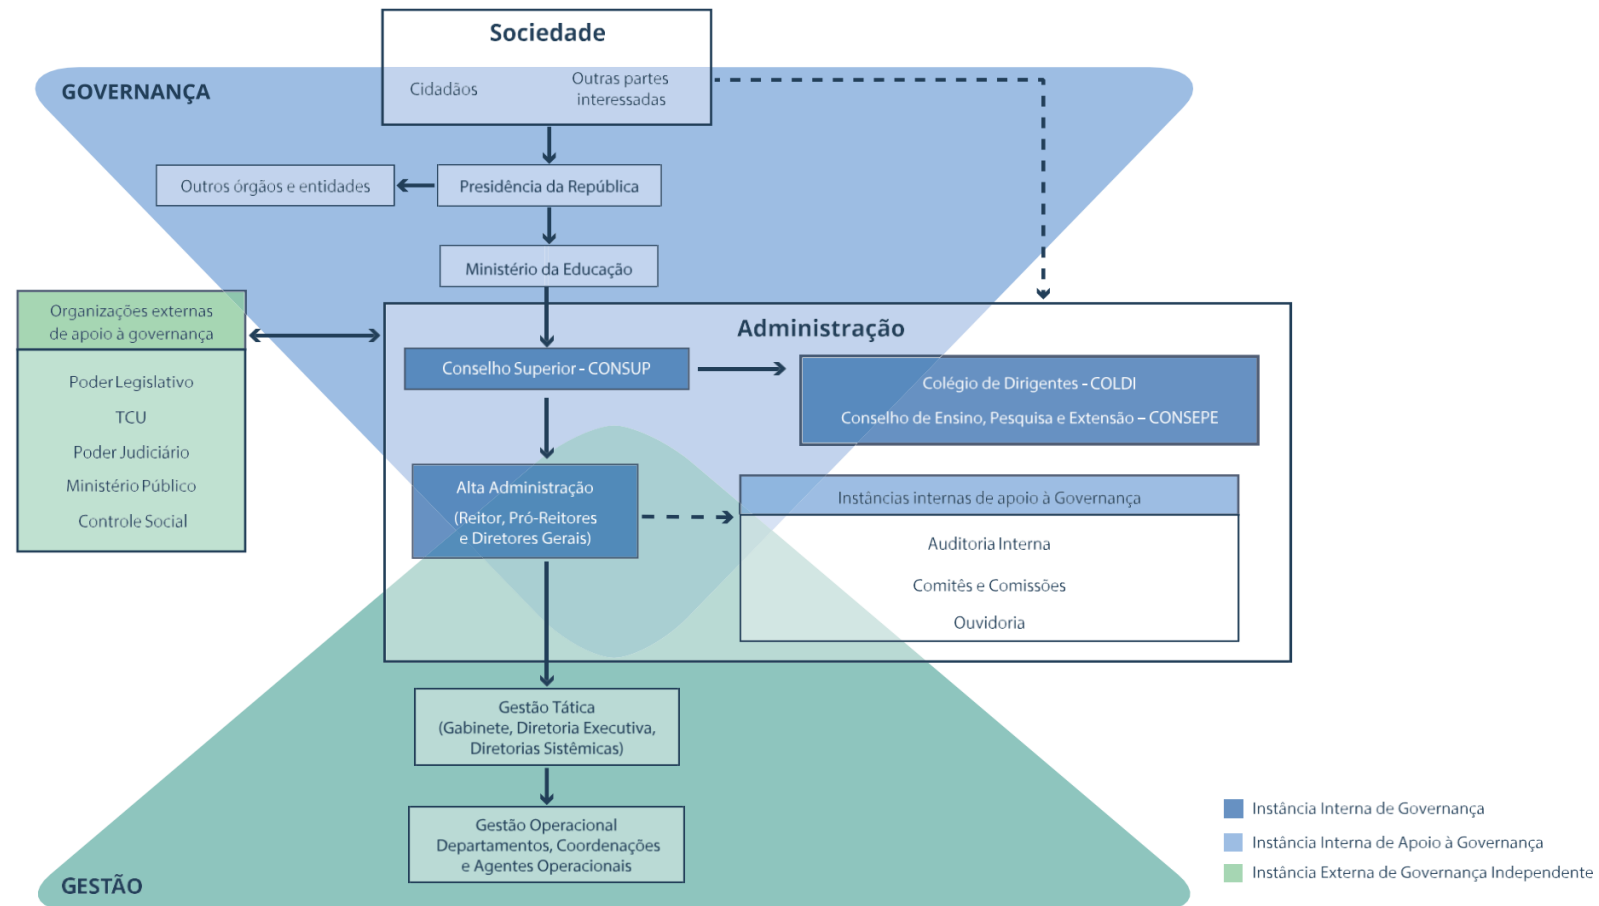 Sociedade
Cidadãos
Outras partes
interessadas
GOVERNANÇA
Outros órgãos e entidades
Presidência da República
Ministério da Educação
Organizações externas
de apoio à governança
Poder Legislativo
TCU
Poder Judiciário
Ministério Público
Controle Social
Administração
Conselho Superior - CONSUP
Colégio de Dirigentes - COLDI
Conselho de Ensino, Pesquisa e Extensão – CONSEPE
Alta Administração
(Reitor, Pró-Reitores
e Diretores Gerais)
Instâncias internas de apoio à Governança
Auditoria Interna
Comitês e Comissões
Ouvidoria
Gestão Tática
(Gabinete, Diretoria Executiva,
Diretorias Sistêmicas)
Gestão Operacional
Departamentos, Coordenações
e Agentes Operacionais
GESTÃO
Instância Interna de Governança
Instância Interna de Apoio à Governança
Instância Externa de Governança Independente